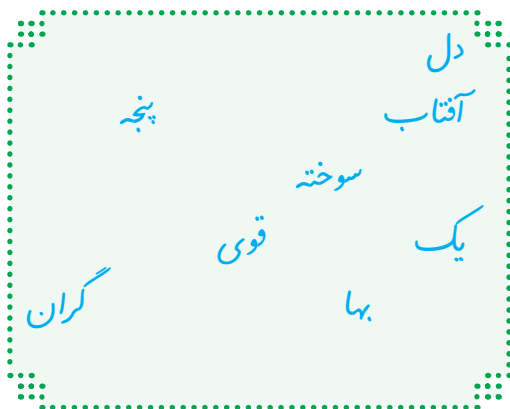 دل
آفتاب پنجه
سوخته
یک قوی
بها گران